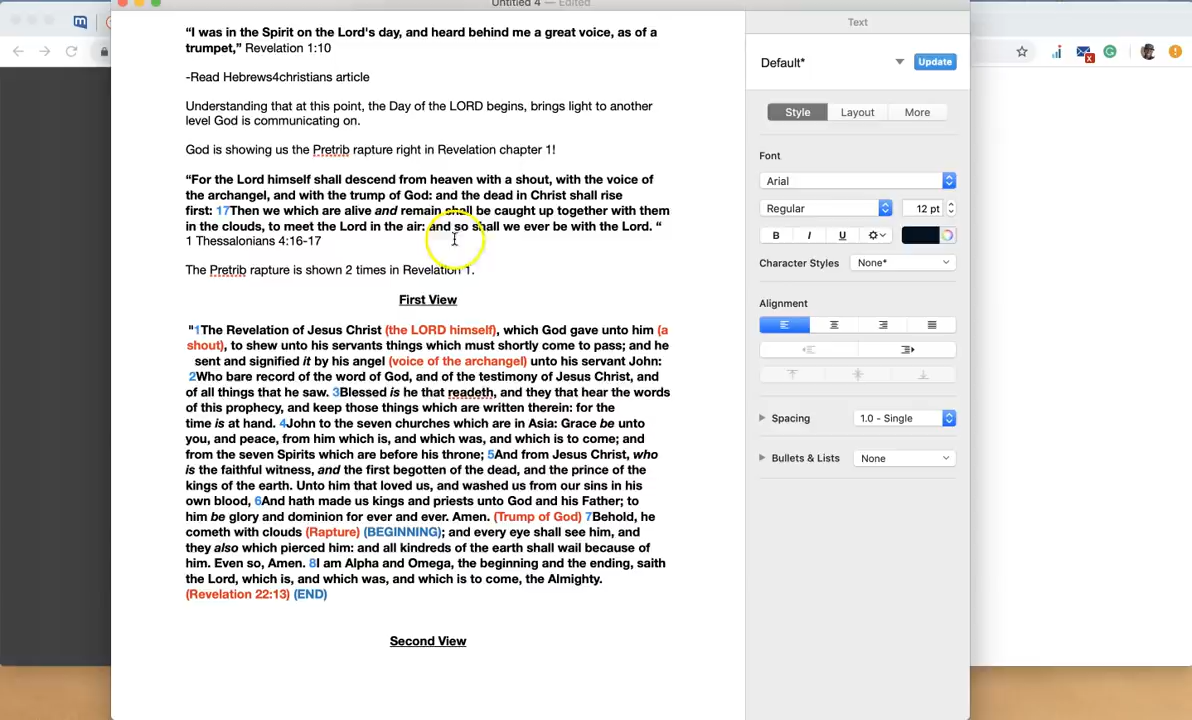 Untitled 4 — Edited
“I was in the Spirit on the Lord's day, and heard behind me a great voice, as of a
trumpet,” Revelation 1:10
-Read Hebrews4christians article
Understanding that at this point, the Day of the LORD begins, brings light to another
level God is communicating on.
God is showing us the Pretrib rapture right in Revelation chapter 1!
“For the Lord himself shall descend from heaven with a shout, with the voice of
the archangel, and with the trump of God: and the dead in Christ shall rise
first: 17Then we which are alive and remain shall be caught up together with them
in the clouds, to meet the Lord in the air: and so shall we ever be with the Lord. “
1 Thessalonians 4:16-17
The Pretrib rapture is shown 2 times in Revelation 1.
First View
"1The Revelation of Jesus Christ (the LORD himself), which God gave unto him (a
shout), to shew unto his servants things which must shortly come to pass; and he
sent and signified it by his angel (voice of the archangel) unto his servant John:
2Who bare record of the word of God, and of the testimony of Jesus Christ, and
of all things that he saw. 3Blessed is he that readeth, and they that hear the words
of this prophecy, and keep those things which are written therein: for the
time is at hand. 4John to the seven churches which are in Asia: Grace be unto
you, and peace, from him which is, and which was, and which is to come; and
from the seven Spirits which are before his throne; 5And from Jesus Christ, who
is the faithful witness, and the first begotten of the dead, and the prince of the
kings of the earth. Unto him that loved us, and washed us from our sins in his
own blood, 6And hath made us kings and priests unto God and his Father; to
him be glory and dominion for ever and ever. Amen. (Trump of God) 7Behold, he
cometh with clouds (Rapture) (BEGINNING); and every eye shall see him, and
they also which pierced him: and all kindreds of the earth shall wail because of
him. Even so, Amen. 8I am Alpha and Omega, the beginning and the ending, saith
the Lord, which is, and which was, and which is to come, the Almighty.
(Revelation 22:13) (END)
Second View
Text
Default*
Update
Style
Layout
More
Font
Arial
Regular
12 pt
B
I
U
Character Styles
None*
Alignment
Spacing
1.0 - Single
Bullets & Lists
None